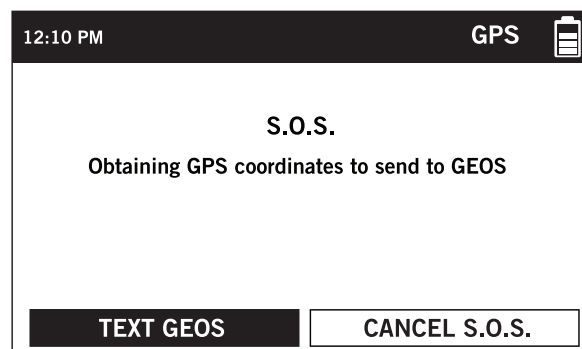 12:10 PM GPS
S.O.S.
Obtaining GPS coordinates to send to GEOS
TEXT GEOS CANCEL S.O.S.